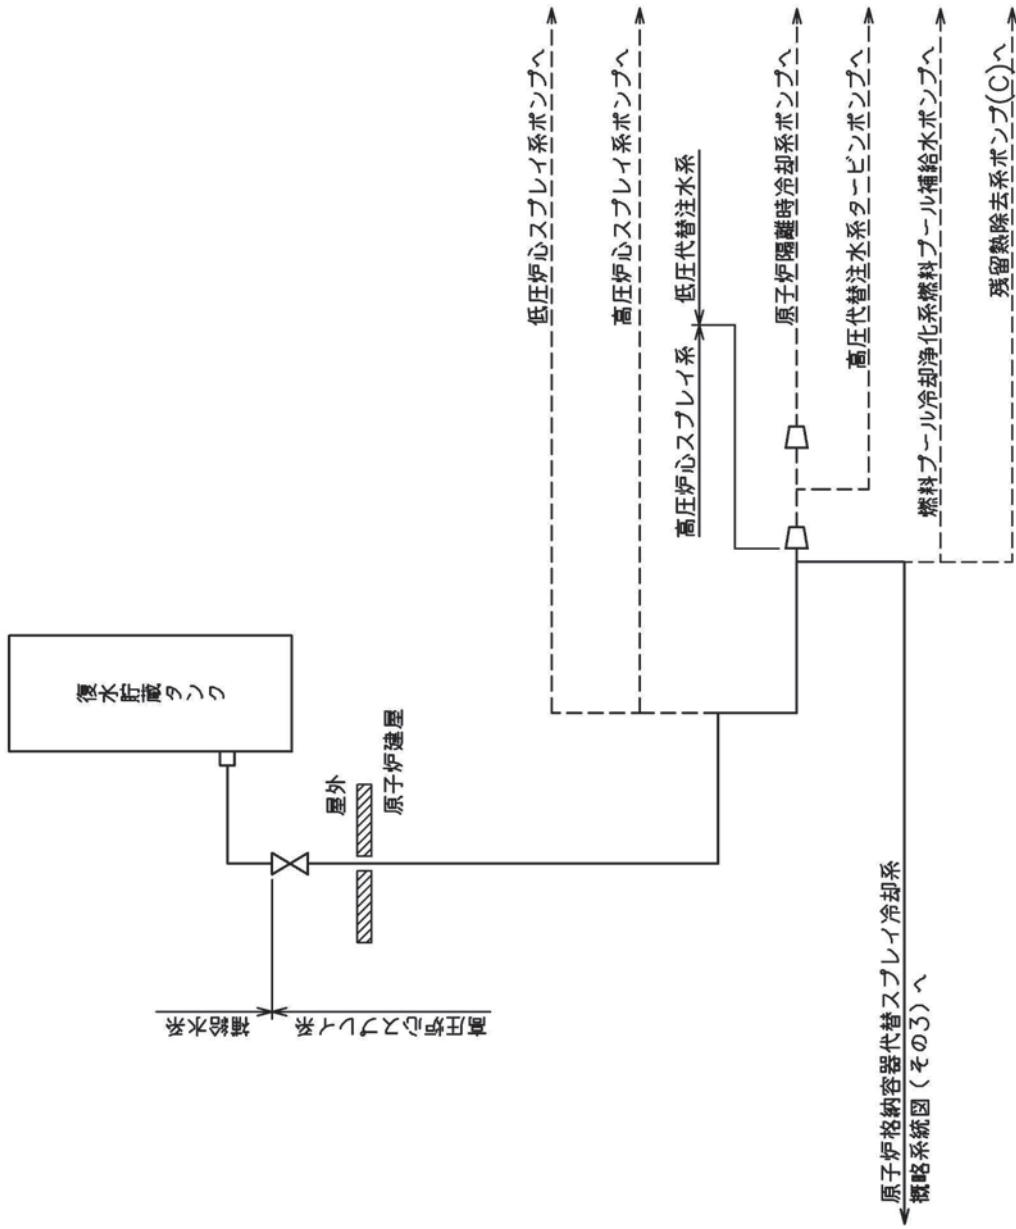 復水貯蔵タンク
補給水系
高圧炉心スプレイ系
屋外
原子炉建屋
低圧炉心スプレイ系ポンプへ
高圧炉心スプレイ系ポンプへ
高圧炉心スプレイ系
低圧代替注水系
原子炉隔離時冷却系ポンプへ
高圧代替注水系タービンポンプへ
燃料プール冷却浄化系燃料プール補給水ポンプへ
残留熱除去系ポンプ(C)へ
原子炉格納容器代替スプレイ冷却系
概略系統図(その3)へ